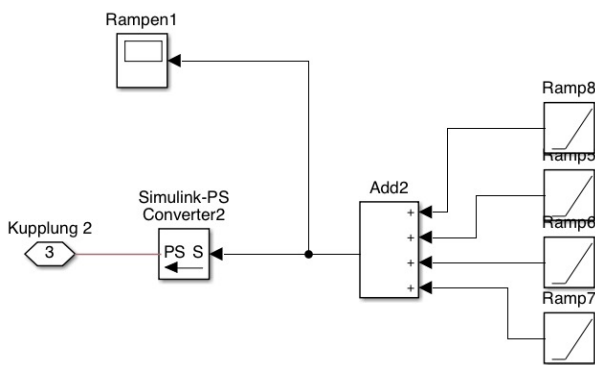 Rampen1
Ramp8
Ramp5
Simulink-PS
Converter2
Add2
Kupplung 2
Ramp6
3
PS S
+
+
+
+
Ramp7